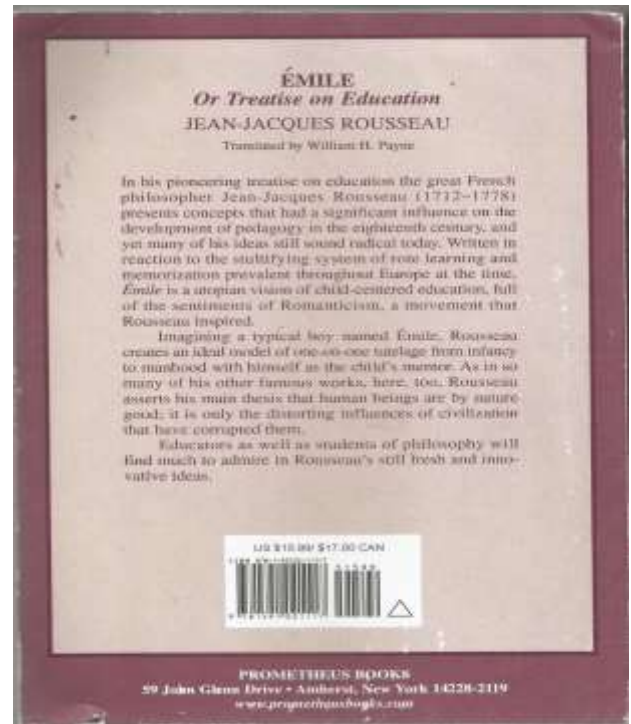 ÉMILE
Or Treatise on Education
JEAN-JACQUES ROUSSEAU
Translated by William H. Payne
In his pioneering treatise on education the great French
philosopher Jean-Jacques Rousseau (1712–1778)
presents concepts that had a significant influence on the
development of pedagogy in the eighteenth century, and
yet many of his ideas still sound radical today. Written in
reaction to the stultifying system of rote learning and
memorization prevalent throughout Europe at the time,
Émile is a utopian vision of child-centered education, full
of the sentiments of Romanticism, a movement that
Rousseau inspired.
Imagining a typical boy named Émile, Rousseau
creates an ideal model of one-on-one tutelage from infancy
to manhood with himself as the child's mentor. As in so
many of his other famous works, here, too, Rousseau
asserts his main thesis that human beings are by nature
good; it is only the distorting influences of civilization
that have corrupted them.
Educators as well as students of philosophy will
find much to admire in Rousseau's still fresh and inno-
vative ideas.
US $10.99/ $17.00 CAN
PROMETHEUS BOOKS
59 John Glenn Drive • Amherst, New York 14228-2119
www.prometheusbooks.com